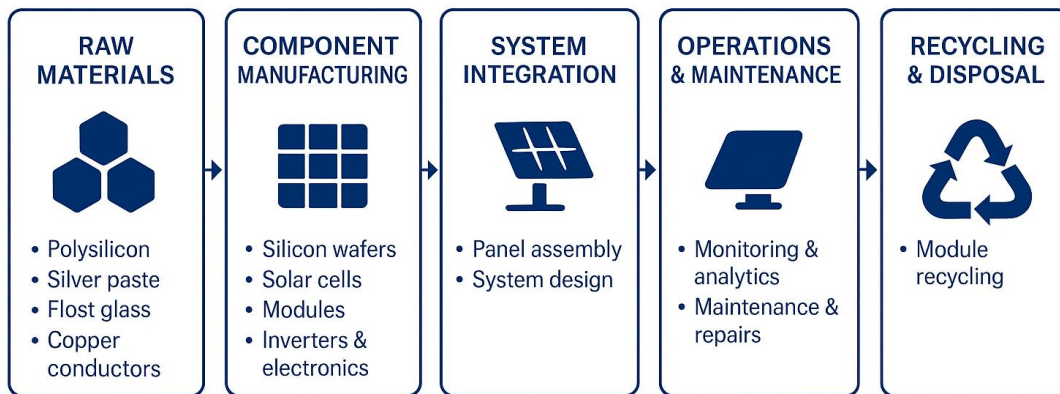 RAW
MATERIALS
• Polysilicon
• Silver paste
• Flost glass
• Copper
conductors
COMPONENT
MANUFACTURING
• Silicon wafers
• Solar cells
• Modules
• Inverters &
electronics
SYSTEM
INTEGRATION
• Panel assembly
• System design
OPERATIONS
& MAINTENANCE
• Monitoring &
analytics
• Maintenance &
repairs
RECYCLING
& DISPOSAL
• Module
recycling